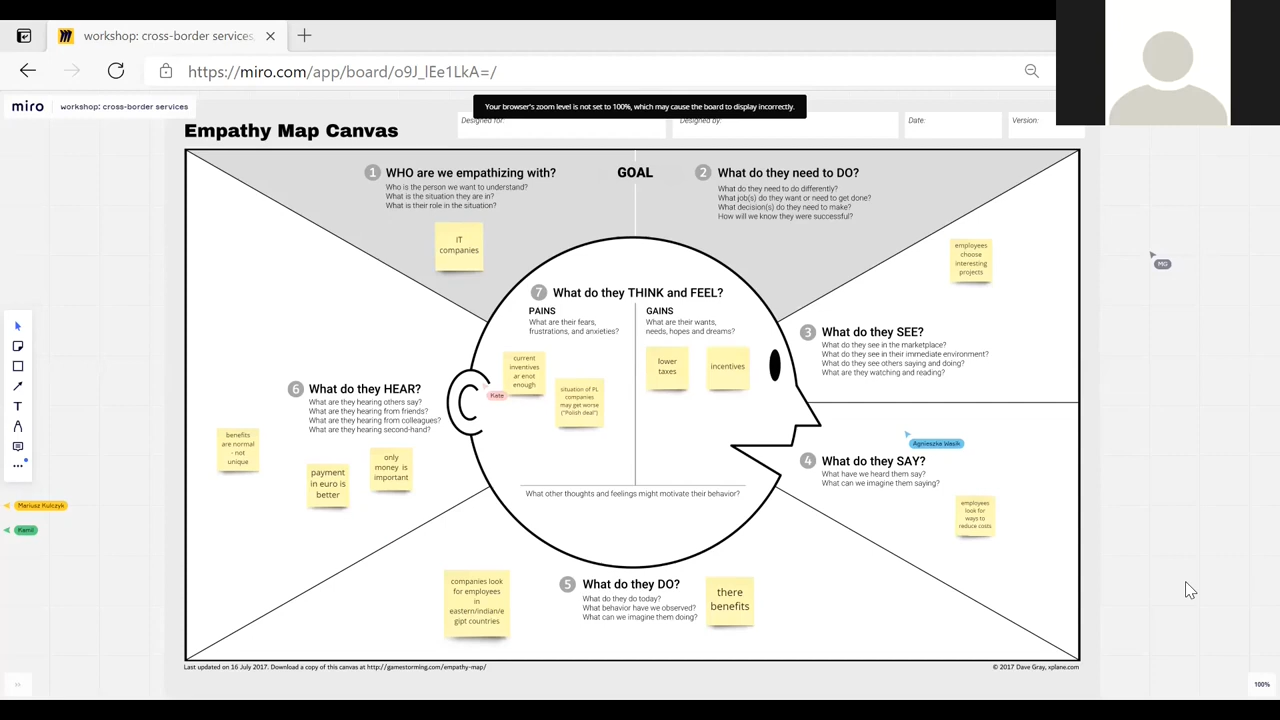 workshop: cross-border services,
https://miro.com/app/board/o9J_lEe1LkA=/
miro
workshop: cross-border services
Your browser's zoom level is not set to 100%, which may cause the board to display incorrectly.
Empathy Map Canvas
Designed for:
Designed by:
Date:
Version:
1
WHO are we empathizing with?
Who is the person we want to understand?
What is the situation they are in?
What is their role in the situation?
IT
companies
GOAL
2
What do they need to DO?
What do they need to do differently?
What job(s) do they want or need to get done?
What decision(s) do they need to make?
How will we know they were successful?
employees
choose
interesting
projects
MG
3
What do they SEE?
What do they see in the marketplace?
What do they see in their immediate environment?
What do they see others saying and doing?
What are they watching and reading?
Agnieszka Wasik
4
What do they SAY?
What have we heard them say?
What can we imagine them saying?
employees
look for
ways to
reduce costs
5
What do they DO?
What do they do today?
What behavior have we observed?
What can we imagine them doing?
companies look
for employees
in
eastern/indian/e
gipt countries
there
benefits
6
What do they HEAR?
What are they hearing others say?
What are they hearing from friends?
What are they hearing from colleagues?
What are they hearing second-hand?
benefits
are normal
- not
unique
payment
in euro is
better
only
money is
important
7
What do they THINK and FEEL?
PAINS
What are their fears,
frustrations, and anxieties?
current
inventives
ar enot
enough
Kate
situation of PL
companies
may get worse
("Polish deal")
GAINS
What are their wants,
needs, hopes and dreams?
lower
taxes
incentives
What other thoughts and feelings might motivate their behavior?
Mariusz Kulczyk
Kamil
Last updated on 16 July 2017. Download a copy of this canvas at http://gamestorming.com/empathy-map/
© 2017 Dave Gray, xplane.com
100%